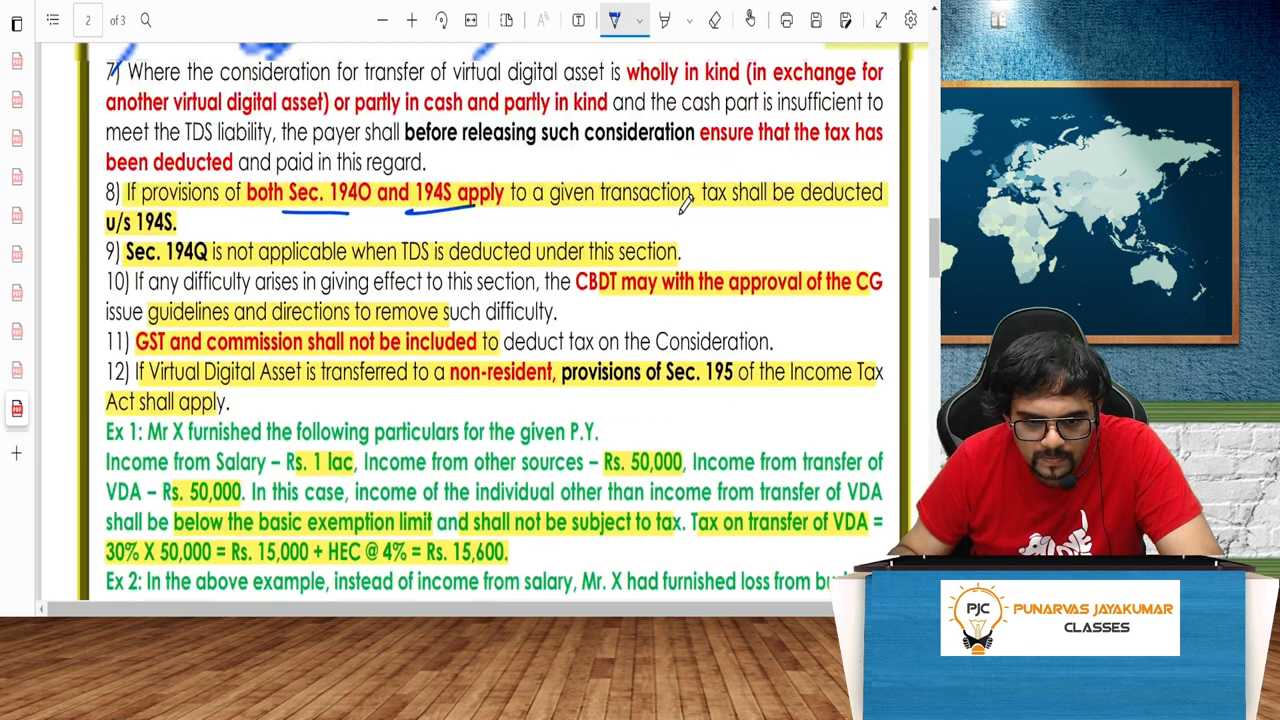 2 of 3
7) Where the consideration for transfer of virtual digital asset is wholly in kind (in exchange for
another virtual digital asset) or partly in cash and partly in kind and the cash part is insufficient to
meet the TDS liability, the payer shall before releasing such consideration ensure that the tax has
been deducted and paid in this regard.
8) If provisions of both Sec. 194O and 194S apply to a given transaction, tax shall be deducted
u/s 194S.
9) Sec. 194Q is not applicable when TDS is deducted under this section.
10) If any difficulty arises in giving effect to this section, the CBDT may with the approval of the CG
issue guidelines and directions to remove such difficulty.
11) GST and commission shall not be included to deduct tax on the Consideration.
12) If Virtual Digital Asset is transferred to a non-resident, provisions of Sec. 195 of the Income Tax
Act shall apply.
Ex 1: Mr X furnished the following particulars for the given P.Y.
Income from Salary – Rs. 1 lac, Income from other sources – Rs. 50,000, Income from transfer of
VDA – Rs. 50,000. In this case, income of the individual other than income from transfer of VDA
shall be below the basic exemption limit and shall not be subject to tax. Tax on transfer of VDA =
30% X 50,000 = Rs. 15,000 + HEC @ 4% = Rs. 15,600.
Ex 2: In the above example, instead of income from salary, Mr. X had furnished loss from
PJC
PUNARVAS JAYAKUMAR
CLASSES